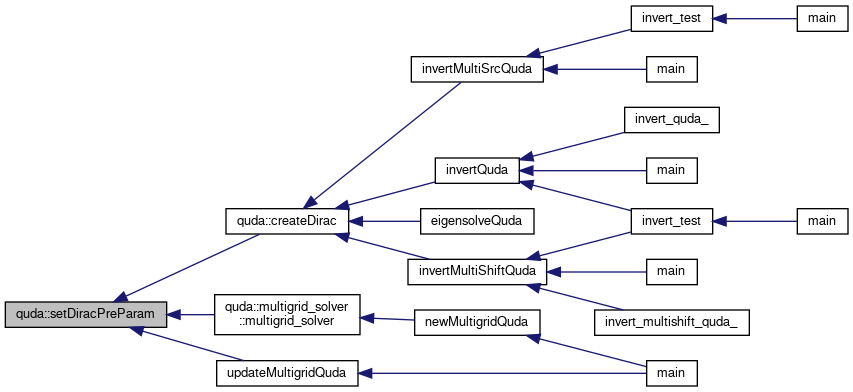 invert_test
main
invertMultiSrcQuda
main
invert_quda_
invertQuda
main
quda::createDirac
eigensolveQuda
invert_test
main
invertMultiShiftQuda
main
quda::setDiracPreParam
quda::multigrid_solver
::multigrid_solver
newMultigridQuda
invert_multishift_quda_
updateMultigridQuda
main